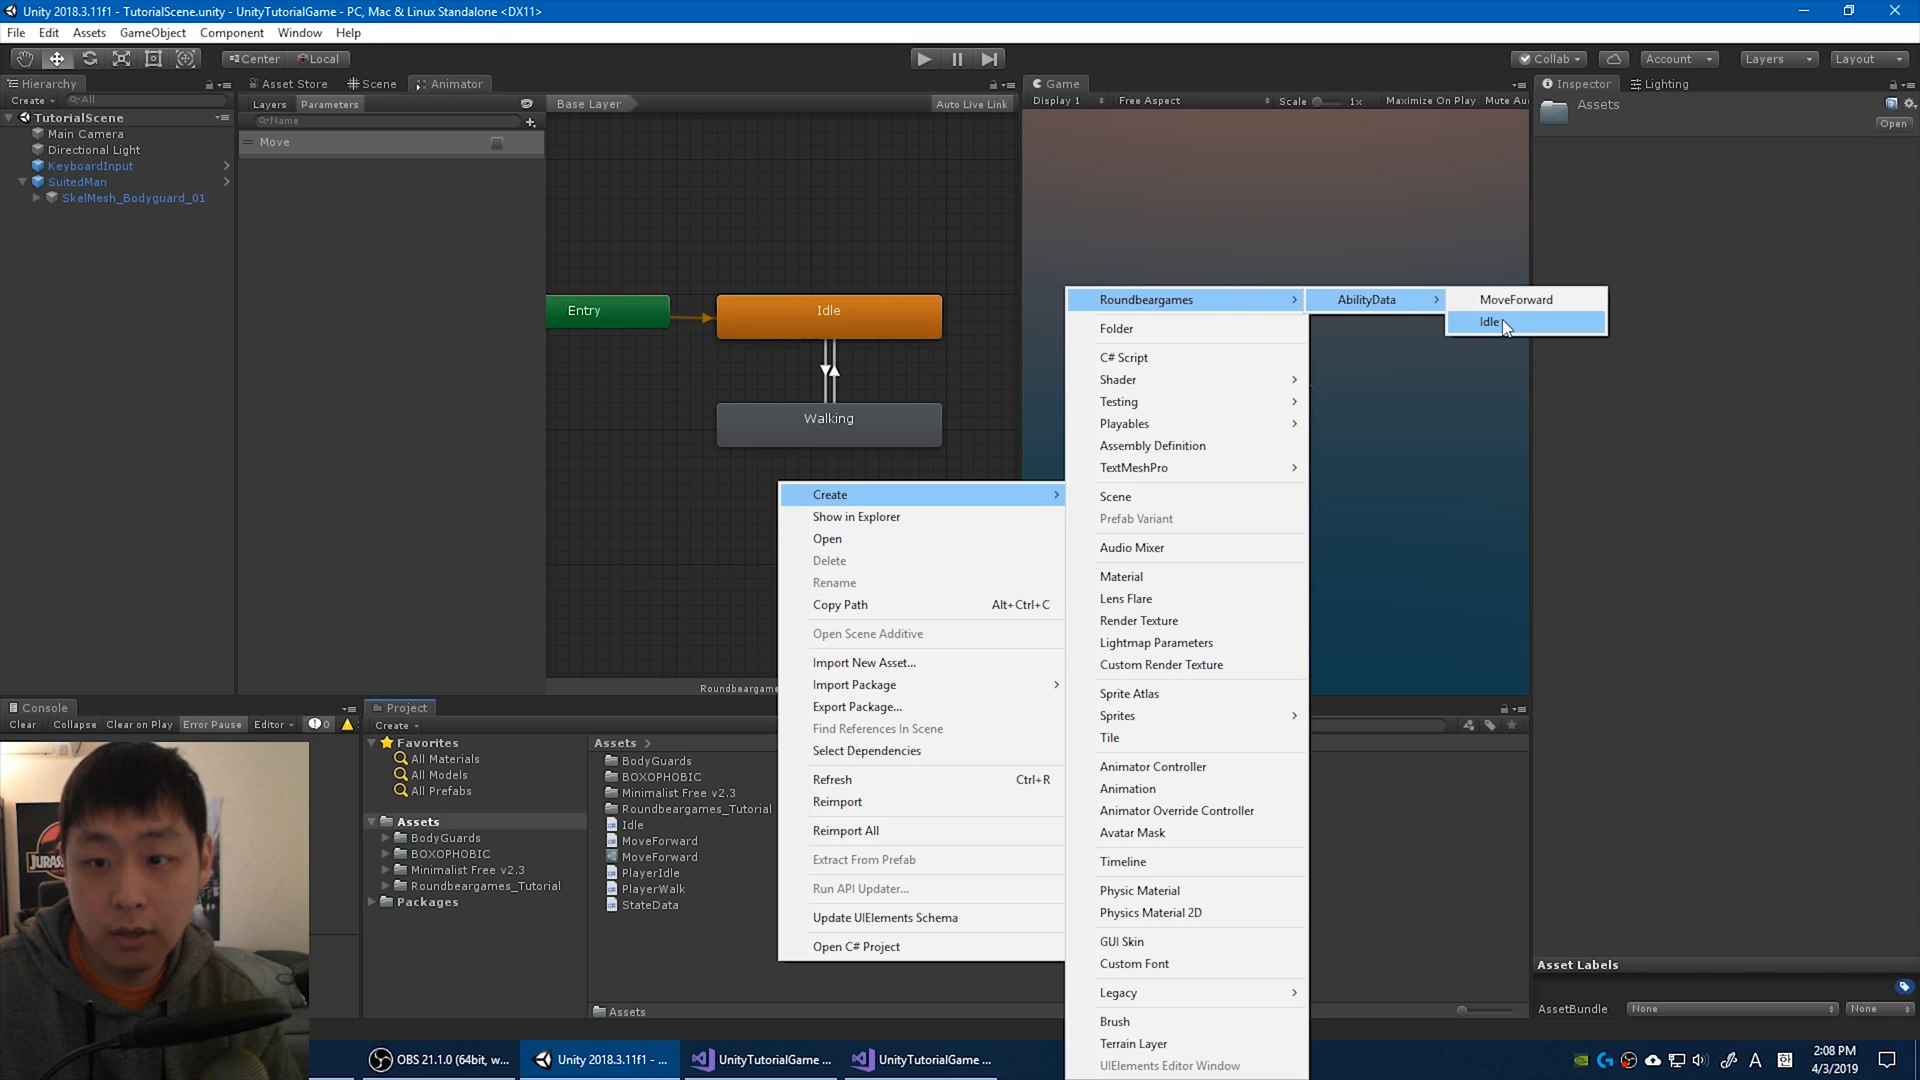 Unity 2018.3.11f1 - TutorialScene.unity - UnityTutorialGame - PC, Mac & Linux Standalone <DX11>
File Edit Assets GameObject Component Window Help
Center Local
Collab Account Layers Layout
Hierarchy
Create All
TutorialScene
Main Camera
Directional Light
KeyboardInput
SuitedMan
SkelMesh_Bodyguard_01
Asset Store Scene Animator
Layers Parameters
Name
Move
Base Layer Auto Live Link
Entry
Idle
Walking
Game
Display 1 Free Aspect Scale 1x Maximize On Play Mute Au
Inspector Lighting
Assets
Open
Roundbeargames
Folder
C# Script
Shader
Testing
Playables
Assembly Definition
TextMeshPro
Scene
Prefab Variant
Audio Mixer
Material
Lens Flare
Render Texture
Lightmap Parameters
Custom Render Texture
Sprite Atlas
Sprites
Tile
Animator Controller
Animation
Animator Override Controller
Avatar Mask
Timeline
Physic Material
Physics Material 2D
GUI Skin
Custom Font
Legacy
Brush
Terrain Layer
UIElements Editor Window
AbilityData
MoveForward
Idle
Create
Show in Explorer
Open
Delete
Rename
Copy Path Alt+Ctrl+C
Open Scene Additive
Import New Asset...
Import Package
Export Package...
Find References In Scene
Select Dependencies
Refresh Ctrl+R
Reimport
Reimport All
Extract From Prefab
Run API Updater...
Update UIElements Schema
Open C# Project
Roundbeargame
Console
Clear Collapse Clear on Play Error Pause Editor 0
Project
Create
Favorites
All Materials
All Models
All Prefabs
Assets
BodyGuards
BOXOPHOBIC
Minimalist Free v2.3
Roundbeargames_Tutorial
Packages
Assets
BodyGuards
BOXOPHOBIC
Minimalist Free v2.3
Roundbeargames_Tutorial
Idle
MoveForward
MoveForward
PlayerIdle
PlayerWalk
StateData
Assets
Asset Labels
AssetBundle None None
OBS 21.1.0 (64bit, w...
Unity 2018.3.11f1 - ...
UnityTutorialGame ...
UnityTutorialGame ...
A
2:08 PM
4/3/2019